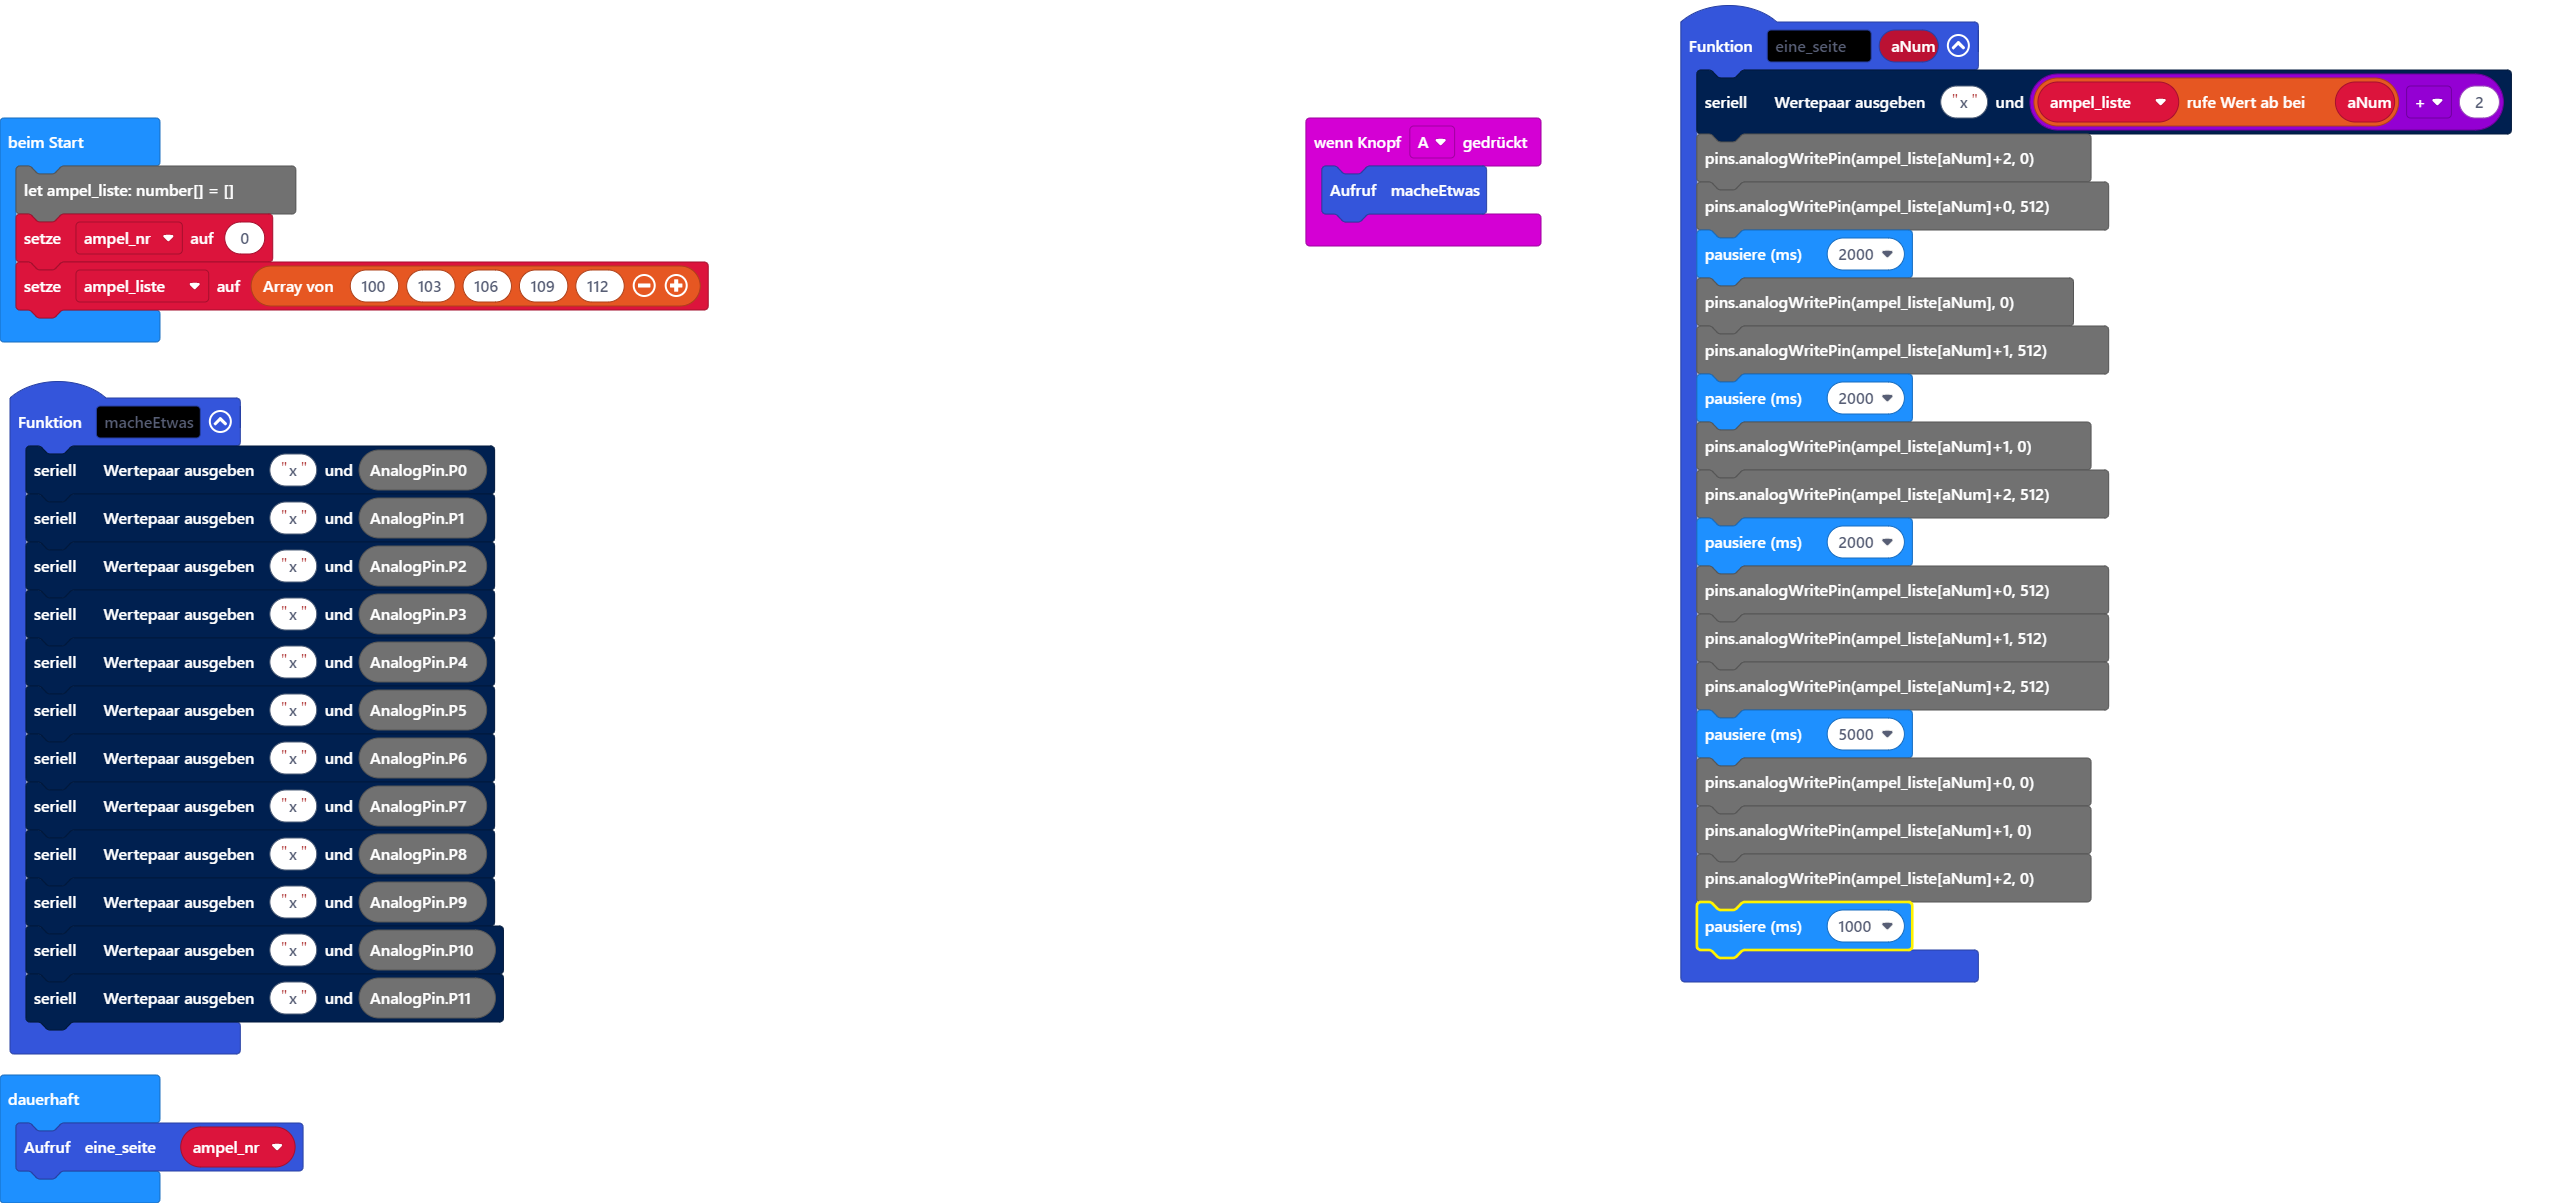 beim Start
let ampel_liste: number[] = []
setze ampel_nr auf 0
setze ampel_liste auf Array von 100 103 106 109 112
Funktion macheEtwas
seriell Wertepaar ausgeben "x" und AnalogPin.P0
seriell Wertepaar ausgeben "x" und AnalogPin.P1
seriell Wertepaar ausgeben "x" und AnalogPin.P2
seriell Wertepaar ausgeben "x" und AnalogPin.P3
seriell Wertepaar ausgeben "x" und AnalogPin.P4
seriell Wertepaar ausgeben "x" und AnalogPin.P5
seriell Wertepaar ausgeben "x" und AnalogPin.P6
seriell Wertepaar ausgeben "x" und AnalogPin.P7
seriell Wertepaar ausgeben "x" und AnalogPin.P8
seriell Wertepaar ausgeben "x" und AnalogPin.P9
seriell Wertepaar ausgeben "x" und AnalogPin.P10
seriell Wertepaar ausgeben "x" und AnalogPin.P11
dauerhaft
Aufruf eine_seite ampel_nr
wenn Knopf A gedrückt
Aufruf macheEtwas
Funktion eine_seite aNum
seriell Wertepaar ausgeben "x" und ampel_liste rufe Wert ab bei aNum + 2
pins.analogWritePin(ampel_liste[aNum]+2, 0)
pins.analogWritePin(ampel_liste[aNum]+0, 512)
pausiere (ms) 2000
pins.analogWritePin(ampel_liste[aNum], 0)
pins.analogWritePin(ampel_liste[aNum]+1, 512)
pausiere (ms) 2000
pins.analogWritePin(ampel_liste[aNum]+1, 0)
pins.analogWritePin(ampel_liste[aNum]+2, 512)
pausiere (ms) 2000
pins.analogWritePin(ampel_liste[aNum]+0, 512)
pins.analogWritePin(ampel_liste[aNum]+1, 512)
pins.analogWritePin(ampel_liste[aNum]+2, 512)
pausiere (ms) 5000
pins.analogWritePin(ampel_liste[aNum]+0, 0)
pins.analogWritePin(ampel_liste[aNum]+1, 0)
pins.analogWritePin(ampel_liste[aNum]+2, 0)
pausiere (ms) 1000